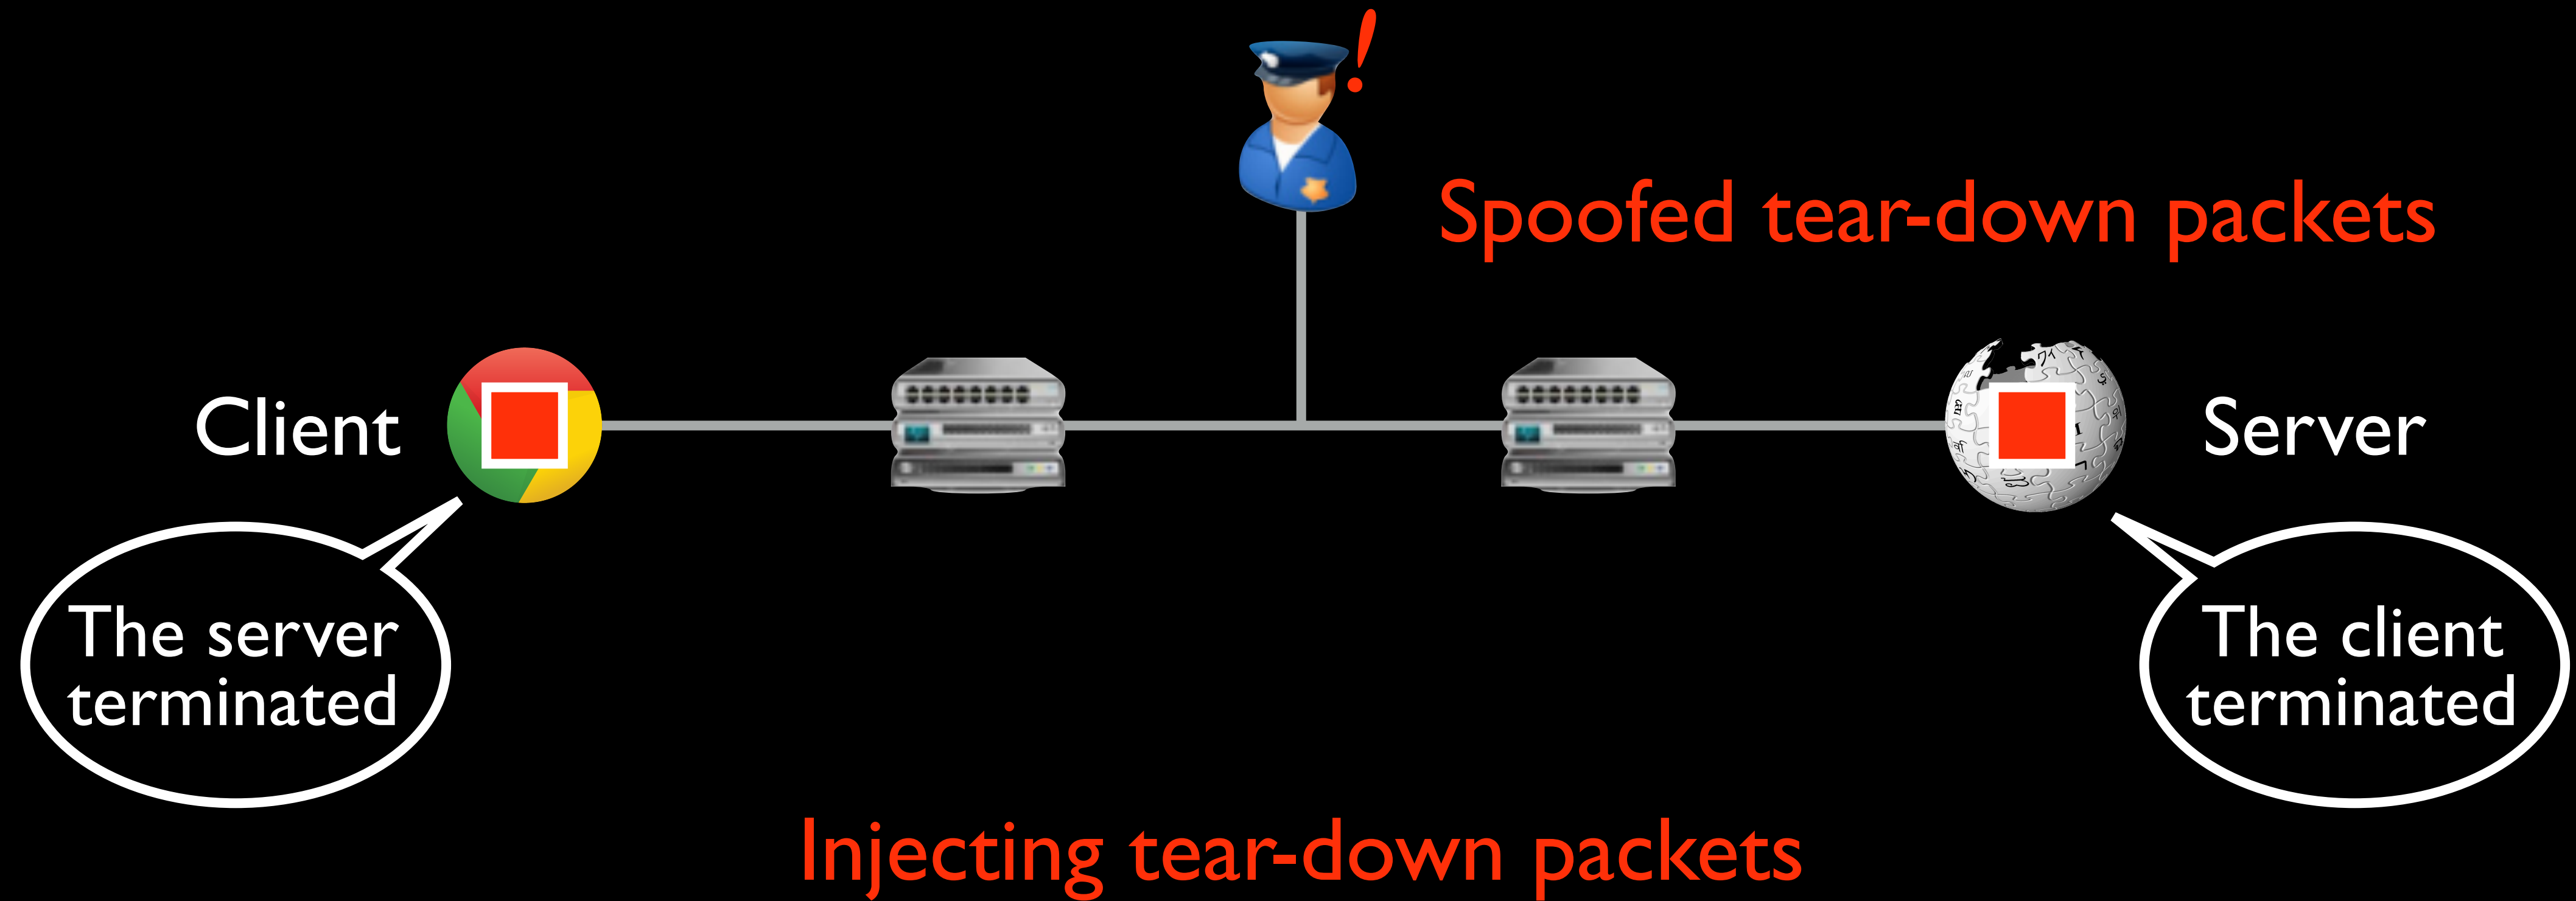 !
Spoofed tear-down packets
Client
Server
The server
terminated
The client
terminated
Injecting tear-down packets